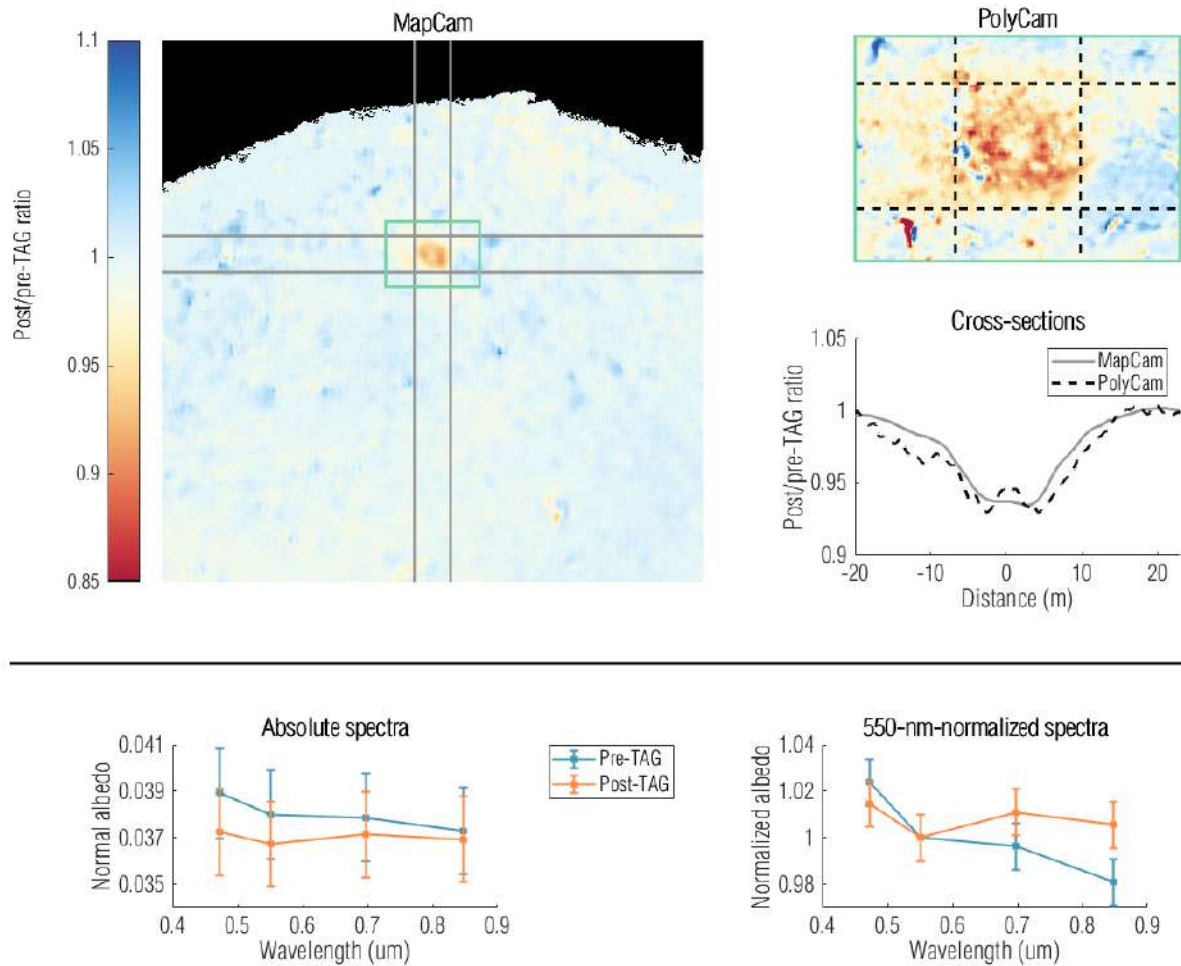 MapCam
PolyCam
1.1
1.05
1
0.95
0.9
0.85
Post/pre-TAG ratio
Cross-sections
1.05
1
0.95
0.9
Post/pre-TAG ratio
MapCam
PolyCam
-20
-10
0
10
20
Distance (m)
Absolute spectra
0.041
0.039
0.037
0.035
Normal albedo
0.4
0.5
0.6
0.7
0.8
0.9
Wavelength (um)
Pre-TAG
Post-TAG
550-nm-normalized spectra
1.04
1.02
1
0.98
Normalized albedo
0.4
0.5
0.6
0.7
0.8
0.9
Wavelength (um)